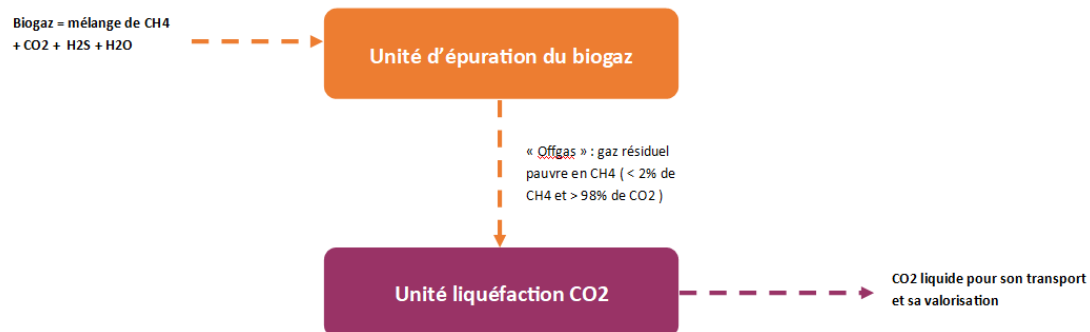 Biogaz = mélange de CH4
+ CO2 + H2S + H2O
Unité d’épuration du biogaz
« Offgas » : gaz résiduel
pauvre en CH4 ( < 2% de
CH4 et > 98% de CO2 )
Unité liquéfaction CO2
CO2 liquide pour son transport
et sa valorisation